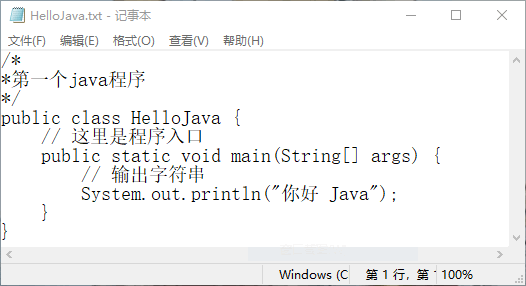 HelloJava.txt - 记事本
文件(F) 编辑(E) 格式(O) 查看(V) 帮助(H)
/*
*第一个java程序
*/
public class HelloJava {
    // 这里是程序入口
    public static void main(String[] args) {
        // 输出字符串
        System.out.println("你好 Java");
    }
}
Windows (C 第 1 行，第 1 100%